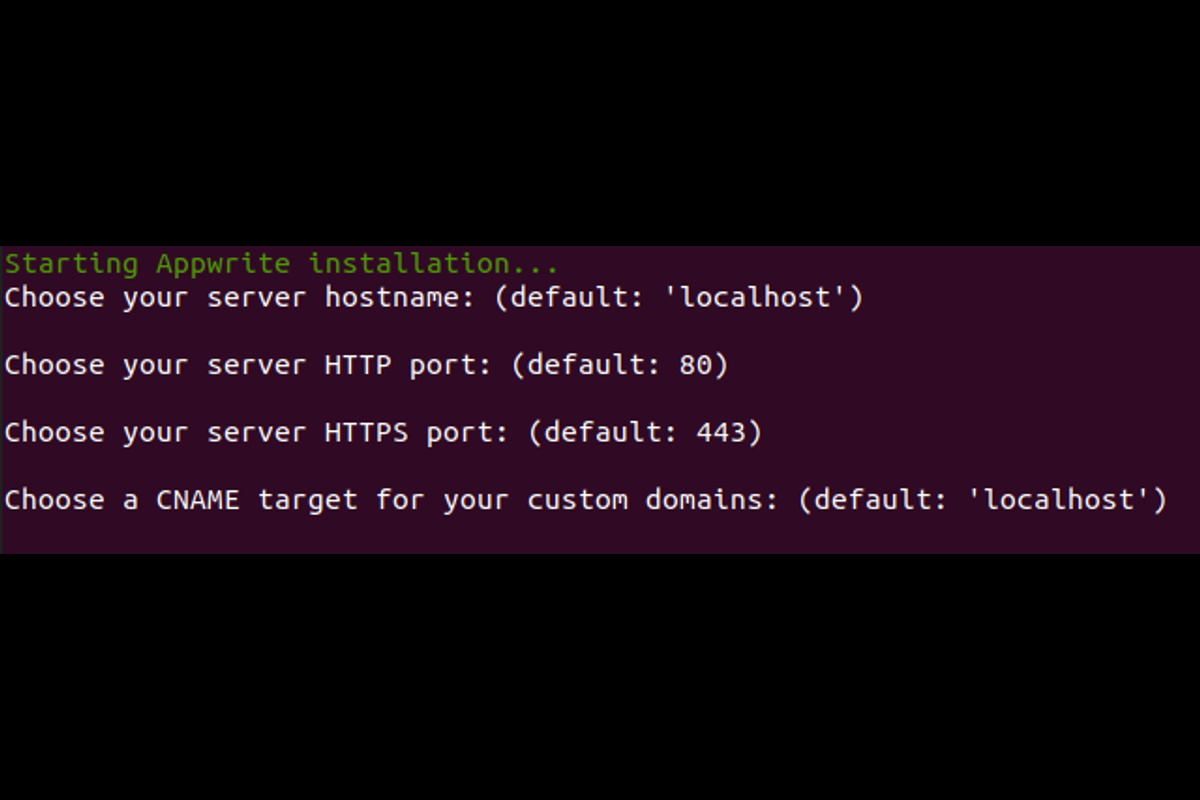 Starting Appwrite installation...
Choose your server hostname: (default: 'localhost')
Choose your server HTTP port: (default: 80)
Choose your server HTTPS port: (default: 443)
Choose a CNAME target for your custom domains: (default: 'localhost')